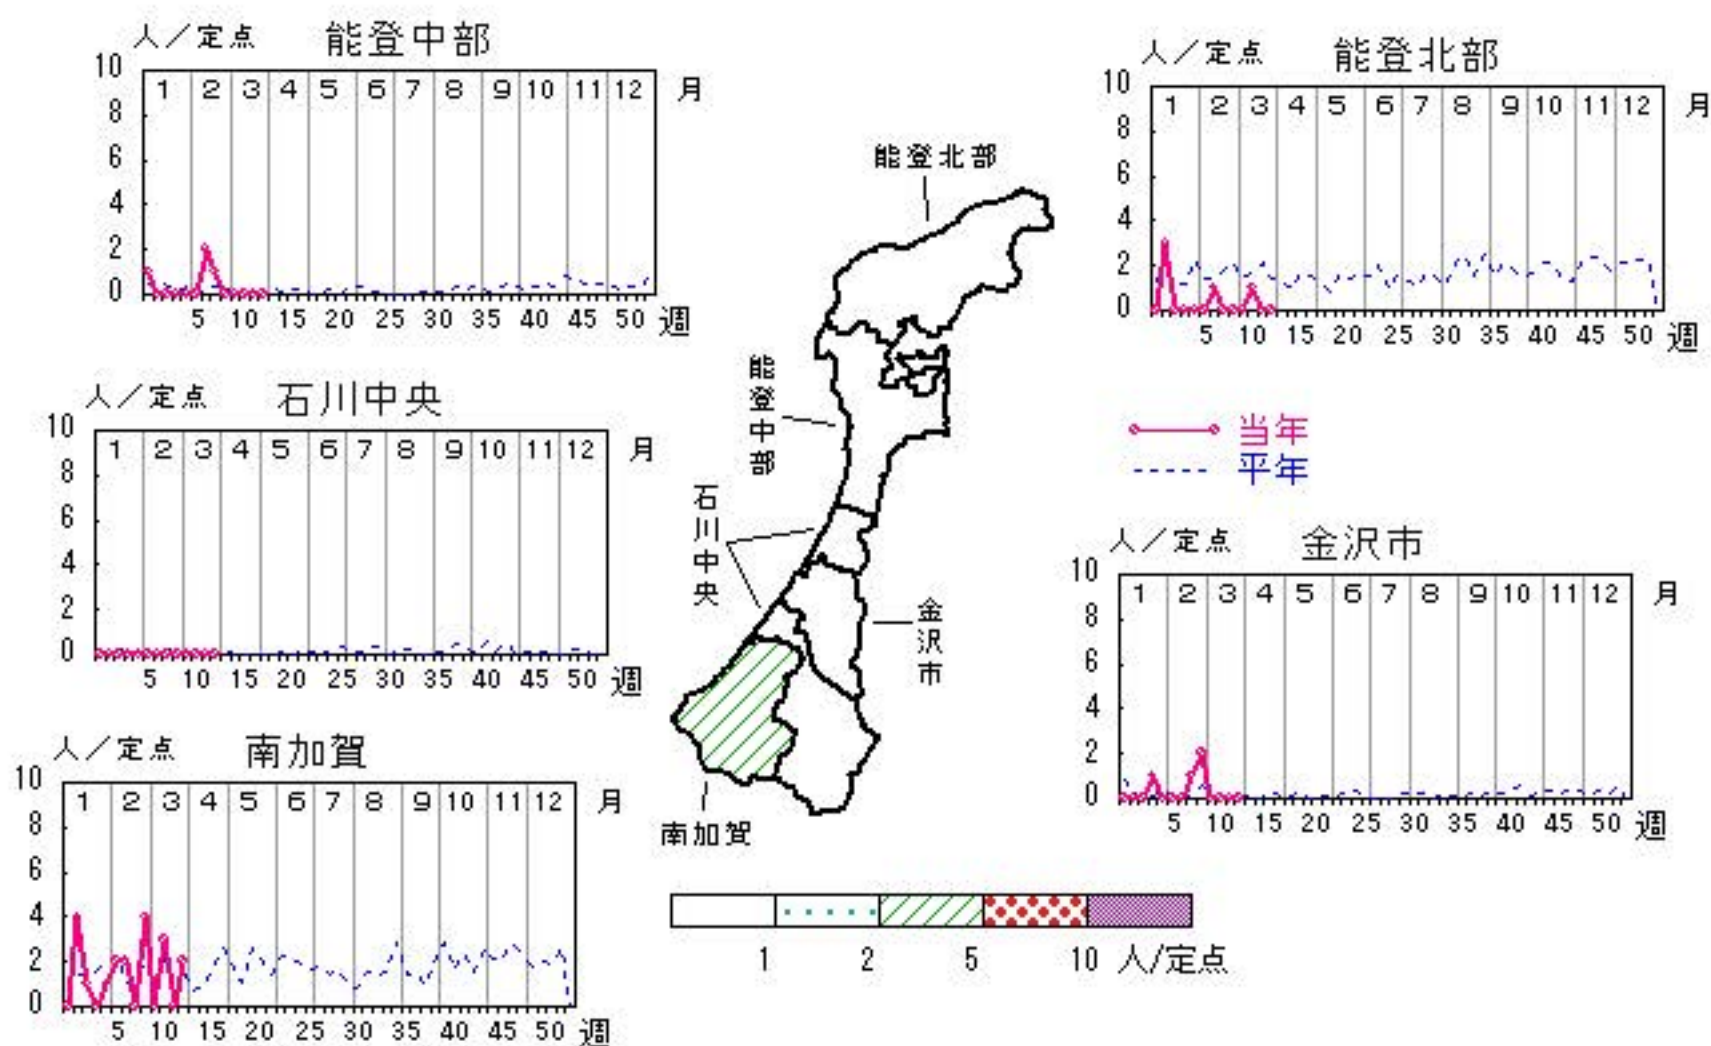 人／定点 能登中部
10 8 6 4 2 0
1 2 3 4 5 6 7 8 9 10 11 12 月
5 10 15 20 25 30 35 40 45 50 週
人／定点 能登北部
10 8 6 4 2 0
1 2 3 4 5 6 7 8 9 10 11 12 月
5 10 15 20 25 30 35 40 45 50 週
能登北部
能登中部
石川中央
金沢市
南加賀
人／定点 石川中央
10 8 6 4 2 0
1 2 3 4 5 6 7 8 9 10 11 12 月
5 10 15 20 25 30 35 40 45 50 週
当年
平年
人／定点 金沢市
10 8 6 4 2 0
1 2 3 4 5 6 7 8 9 10 11 12 月
5 10 15 20 25 30 35 40 45 50 週
人／定点 南加賀
10 8 6 4 2 0
1 2 3 4 5 6 7 8 9 10 11 12 月
5 10 15 20 25 30 35 40 45 50 週
1 2 5 10 人/定点